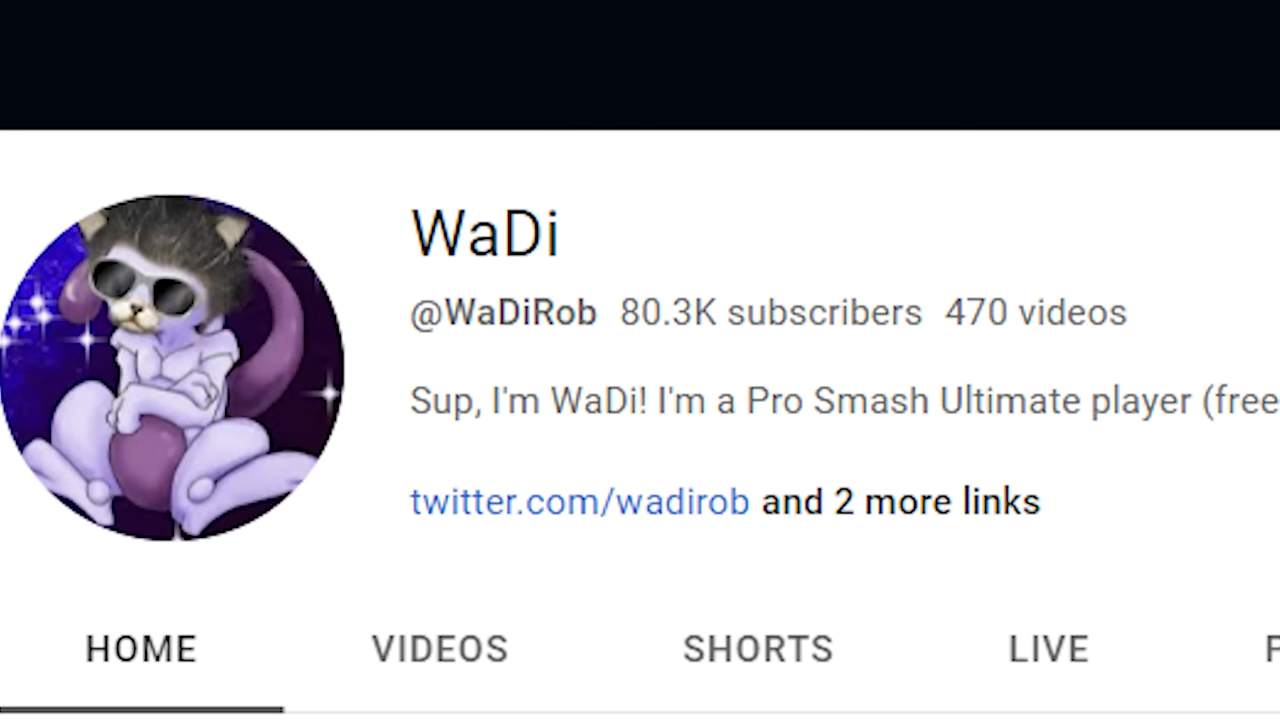 WaDi
@WaDiRob 80.3K subscribers 470 videos
Sup, I'm WaDi! I'm a Pro Smash Ultimate player (free
twitter.com/wadirob and 2 more links
HOME VIDEOS SHORTS LIVE